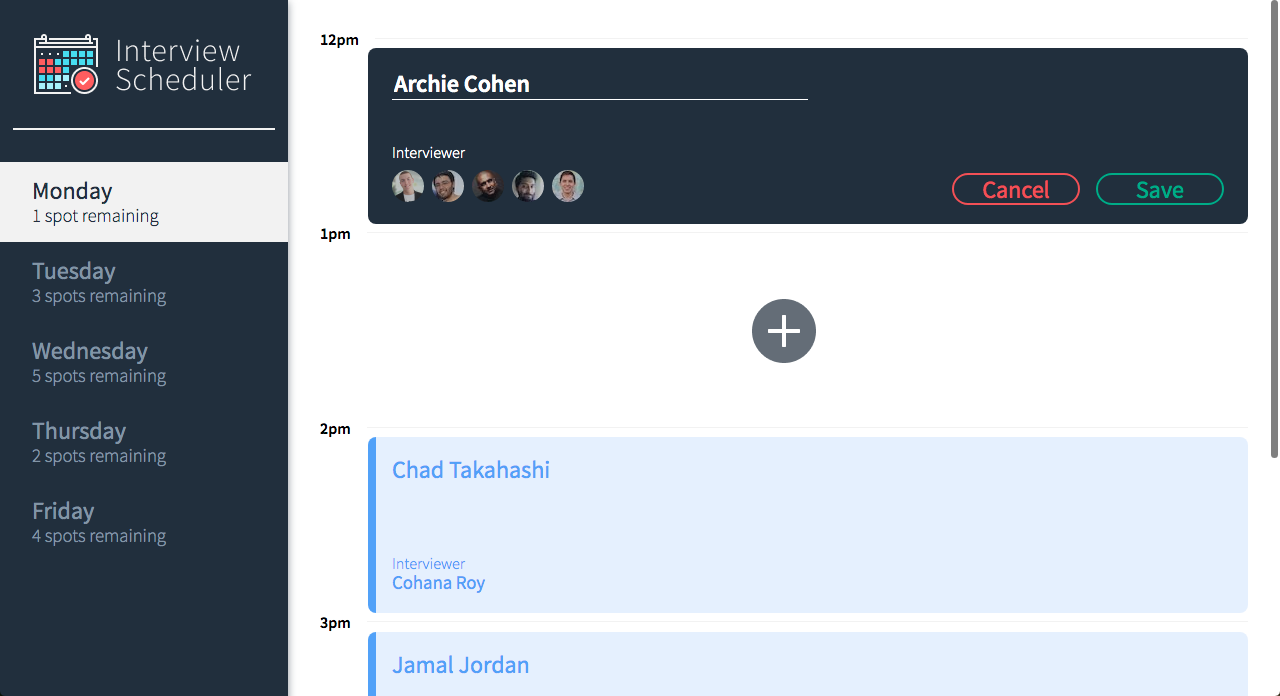 Interview
Scheduler
Monday
1 spot remaining
Tuesday
3 spots remaining
Wednesday
5 spots remaining
Thursday
2 spots remaining
Friday
4 spots remaining
12pm
Archie Cohen
Interviewer
Cancel
Save
1pm
2pm
Chad Takahashi
Interviewer
Cohana Roy
3pm
Jamal Jordan